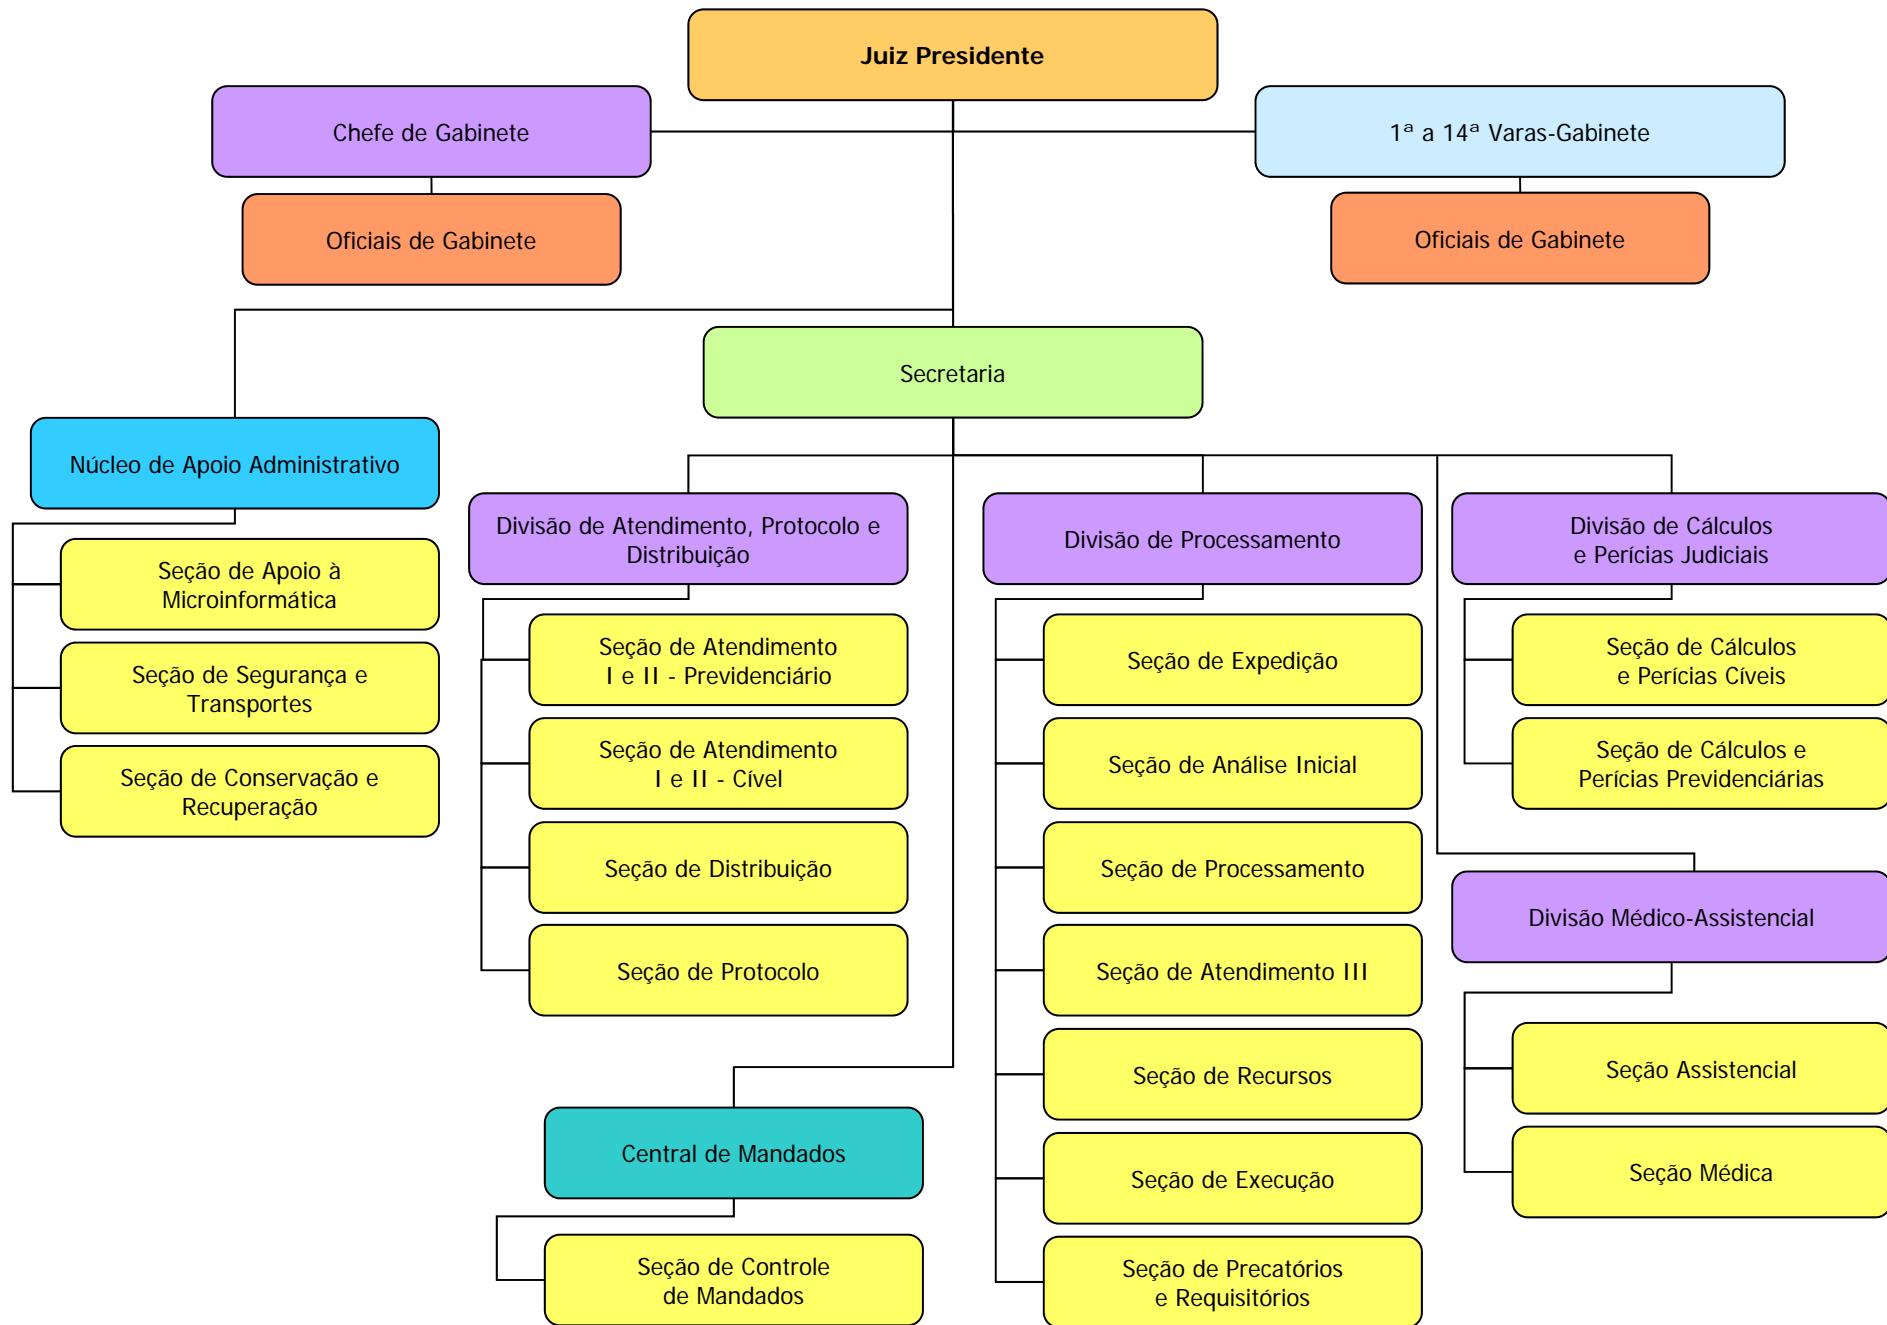 Juiz Presidente
Chefe de Gabinete
1ª a 14ª Varas-Gabinete
Oficiais de Gabinete
Oficiais de Gabinete
Secretaria
Núcleo de Apoio Administrativo
Seção de Apoio à
Microinformática
Seção de Segurança e
Transportes
Seção de Conservação e
Recuperação
Divisão de Atendimento, Protocolo e
Distribuição
Seção de Atendimento
I e II - Previdenciário
Seção de Atendimento
I e II - Cível
Seção de Distribuição
Seção de Protocolo
Central de Mandados
Seção de Controle
de Mandados
Divisão de Processamento
Seção de Expedição
Seção de Análise Inicial
Seção de Processamento
Seção de Atendimento III
Seção de Recursos
Seção de Execução
Seção de Precatórios
e Requisitórios
Divisão de Cálculos
e Perícias Judiciais
Seção de Cálculos
e Perícias Cíveis
Seção de Cálculos e
Perícias Previdenciárias
Divisão Médico-Assistencial
Seção Assistencial
Seção Médica